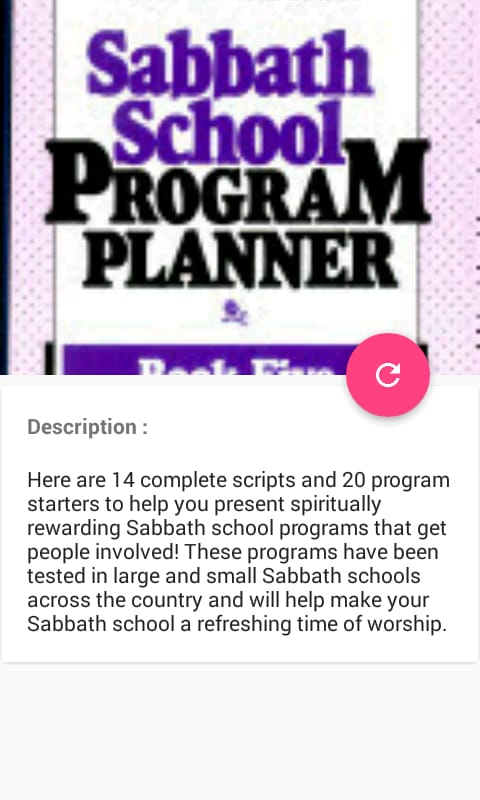 Sabbath
School
PROGRAM
PLANNER
Book Five
Description :
Here are 14 complete scripts and 20 program
starters to help you present spiritually
rewarding Sabbath school programs that get
people involved! These programs have been
tested in large and small Sabbath schools
across the country and will help make your
Sabbath school a refreshing time of worship.